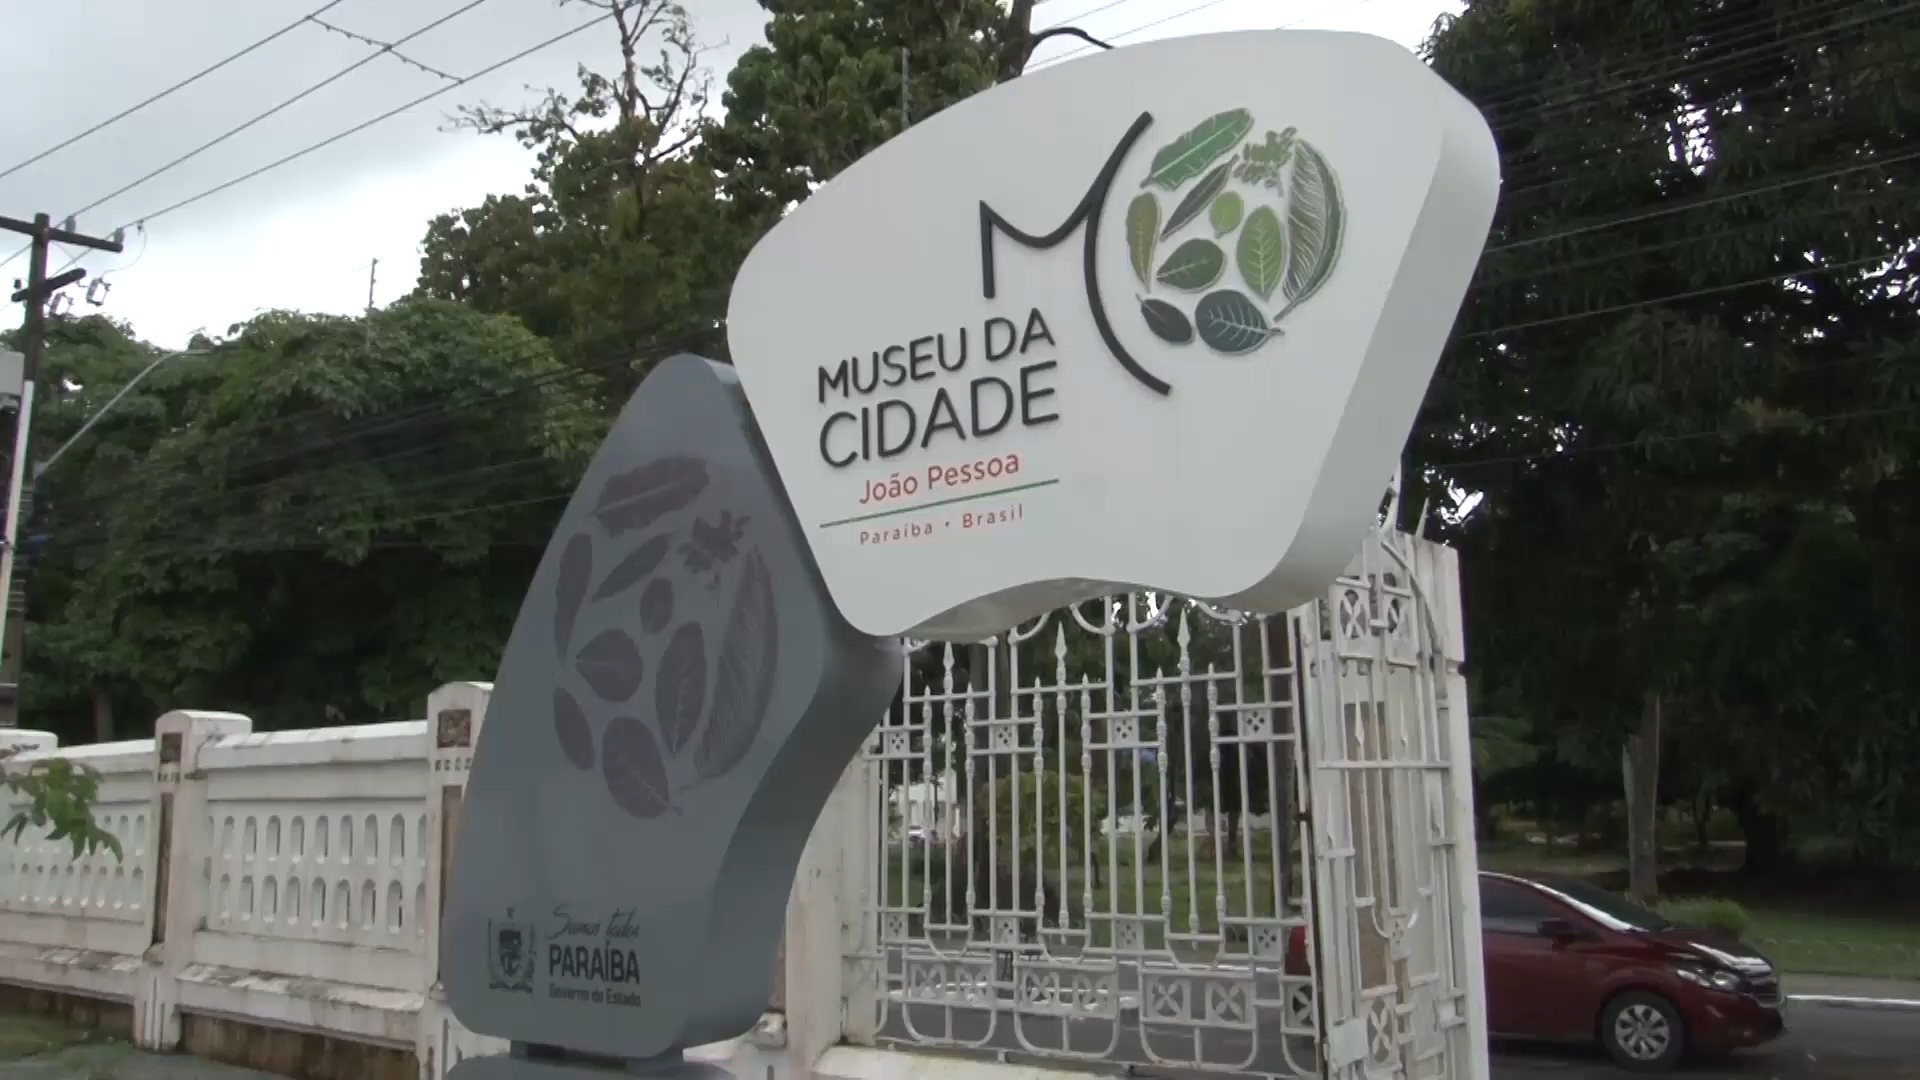 MUSEU DA
CIDADE
João Pessoa
Paraíba • Brasil
Somos todos
PARAÍBA
Governo do Estado